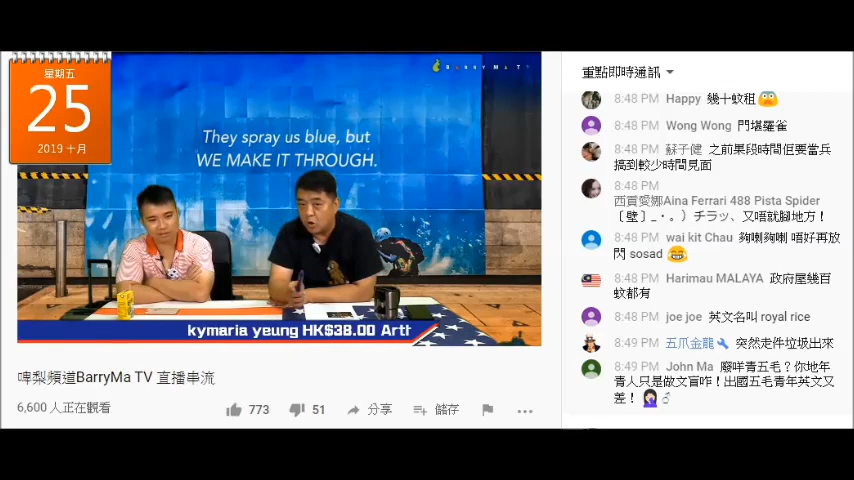 星期五
25
2019 十月
BARRYMA TV
They spray us blue, but
WE MAKE IT THROUGH.
kymaria yeung HK$38.00 Arth
啤梨頻道BarryMa TV 直播串流
6,600 人正在觀看
773
51
分享
儲存
重點即時通訊
8:48 PM Happy 幾十蚊租
8:48 PM Wong Wong 門堪羅雀
8:48 PM 蘇子健 之前果段時間佢要當兵
搞到較少時間見面
8:48 PM
西貢愛娜Aina Ferrari 488 Pista Spider
〔壁〕_・。）チラッ、又唔就腳地方！
8:48 PM wai kit Chau 夠喇夠喇 唔好再放
閃 sosad
8:48 PM Harimau MALAYA 政府屋幾百
蚊都有
8:48 PM joe joe 英文名叫 royal rice
8:49 PM 五爪金龍 突然走件垃圾出來
8:49 PM John Ma 廢咩青五毛？你地年
青人只是做文盲咋！出國五毛青年英文又
差！